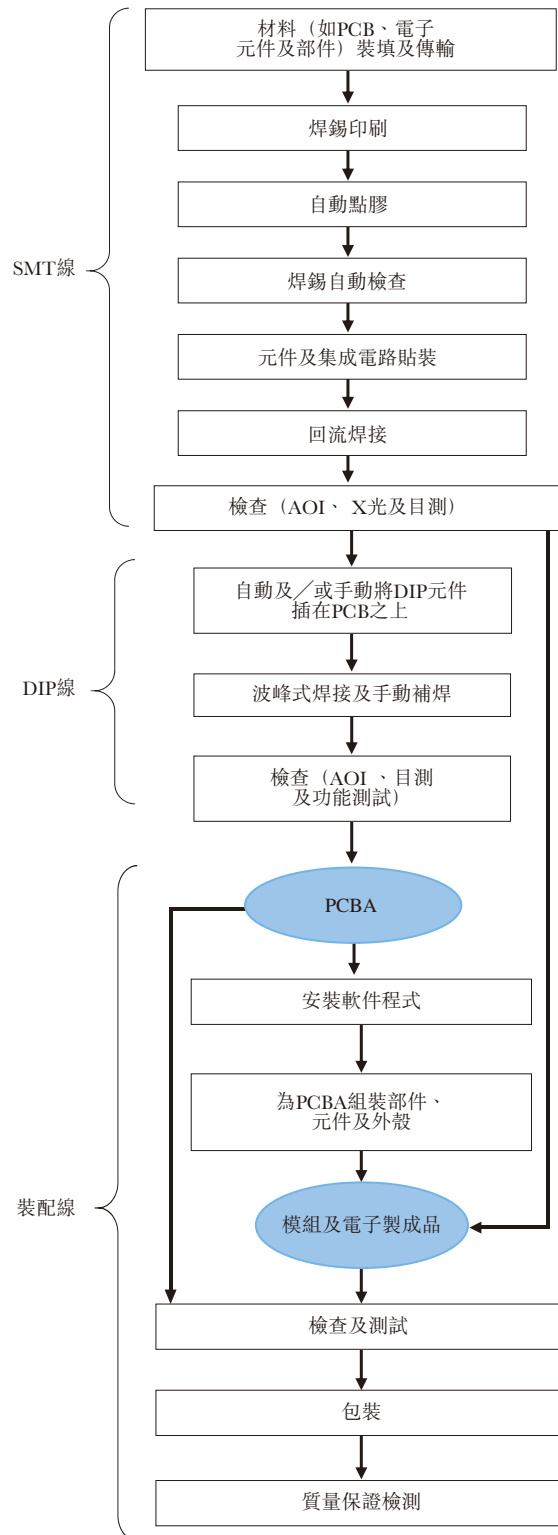 材料（如PCB、電子
元件及部件）裝填及傳輸
焊錫印刷
自動點膠
SMT線
焊錫自動檢查
元件及集成電路貼裝
回流焊接
檢查（AOI、 X光及目測）
自動及／或手動將DIP元件
插在PCB之上
DIP線
波峰式焊接及手動補焊
檢查（AOI 、目測
及功能測試）
PCBA
安裝軟件程式
為PCBA組裝部件、
元件及外殼
裝配線
模組及電子製成品
檢查及測試
包裝
質量保證檢測